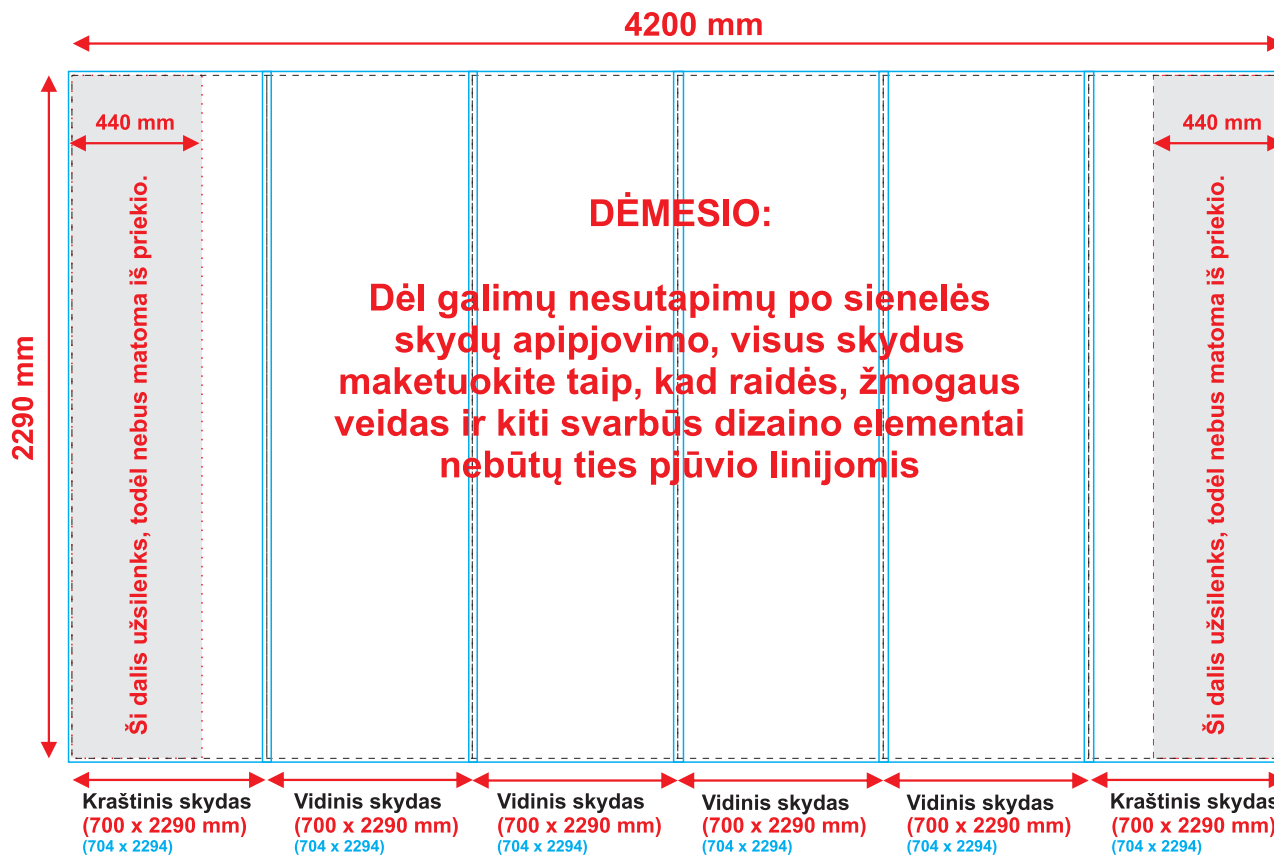 4200 mm
2290 mm
440 mm
440 mm
Ši dalis užsilenks, todėl nebus matoma iš priekio.
DĖMESIO:
Dėl galimų nesutapimų po sienelės
skydų apipjovimo, visus skydus
maketuokite taip, kad raidės, žmogaus
veidas ir kiti svarbūs dizaino elementai
nebūtų ties pjūvio linijomis
Ši dalis užsilenks, todėl nebus matoma iš priekio.
Kraštinis skydas
(700 x 2290 mm)
(704 x 2294)
Vidinis skydas
(700 x 2290 mm)
(704 x 2294)
Vidinis skydas
(700 x 2290 mm)
(704 x 2294)
Vidinis skydas
(700 x 2290 mm)
(704 x 2294)
Vidinis skydas
(700 x 2290 mm)
(704 x 2294)
Kraštinis skydas
(700 x 2290 mm)
(704 x 2294)